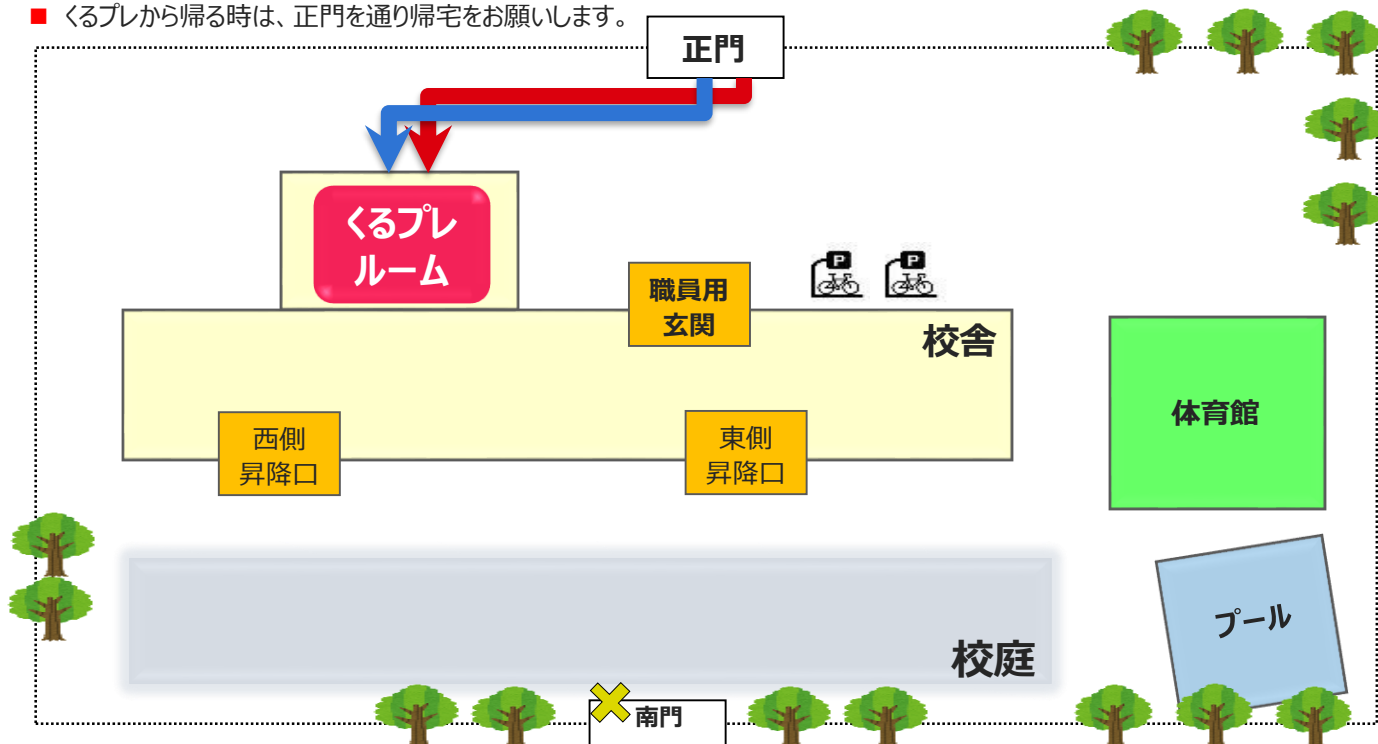 ■ くるプレから帰る時は、正門を通り帰宅をお願いします。
正門
くるプレ
ルーム
職員用
玄関
P
P
校舎
体育館
西側
昇降口
東側
昇降口
プール
校庭
南門